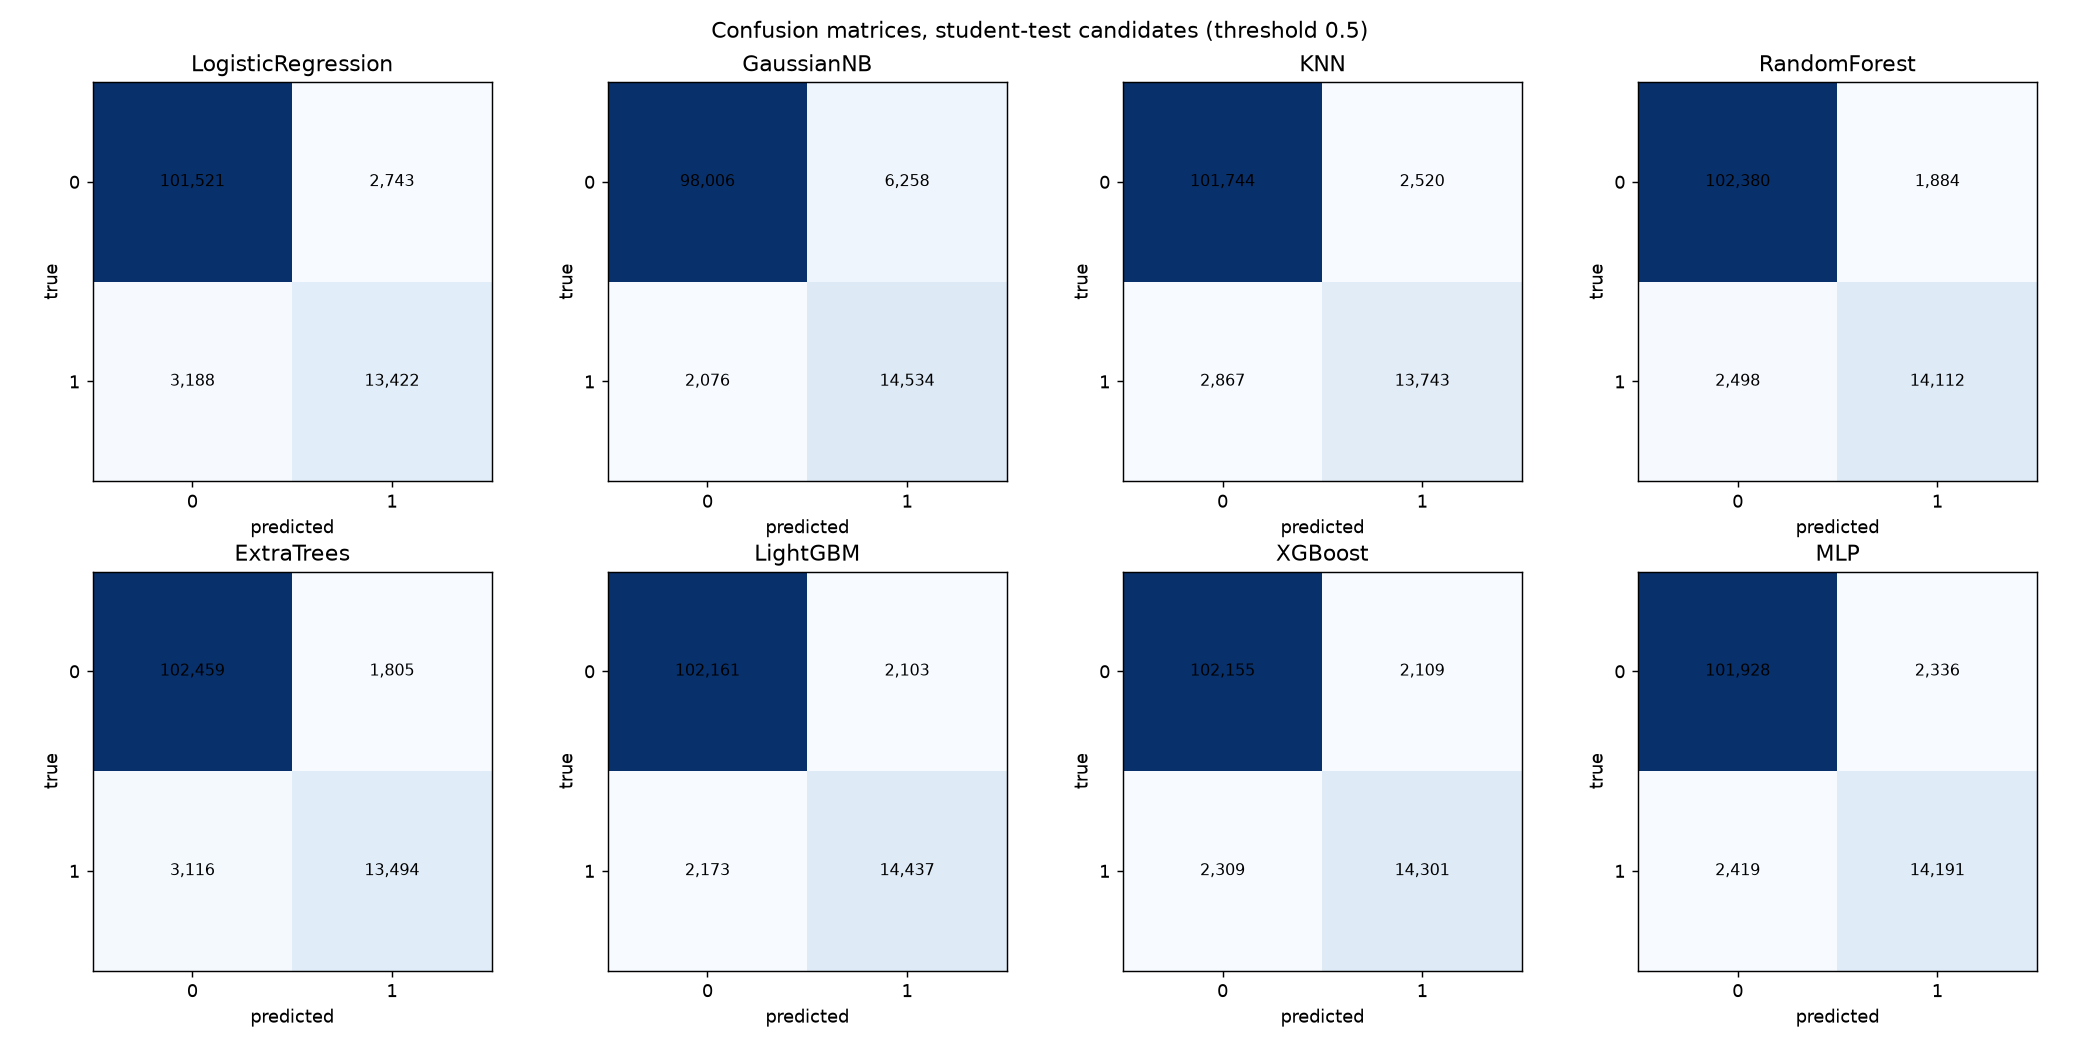 Confusion matrices, student-test candidates (threshold 0.5)
LogisticRegression
GaussianNB
KNN
RandomForest
0
101,521
2,743
0
98,006
6,258
0
101,744
2,520
0
102,380
1,884
true
true
true
true
1
3,188
13,422
1
2,076
14,534
1
2,867
13,743
1
2,498
14,112
0
1
0
1
0
1
0
1
predicted
predicted
predicted
predicted
ExtraTrees
LightGBM
XGBoost
MLP
0
102,459
1,805
0
102,161
2,103
0
102,155
2,109
0
101,928
2,336
true
true
true
true
1
3,116
13,494
1
2,173
14,437
1
2,309
14,301
1
2,419
14,191
0
1
0
1
0
1
0
1
predicted
predicted
predicted
predicted